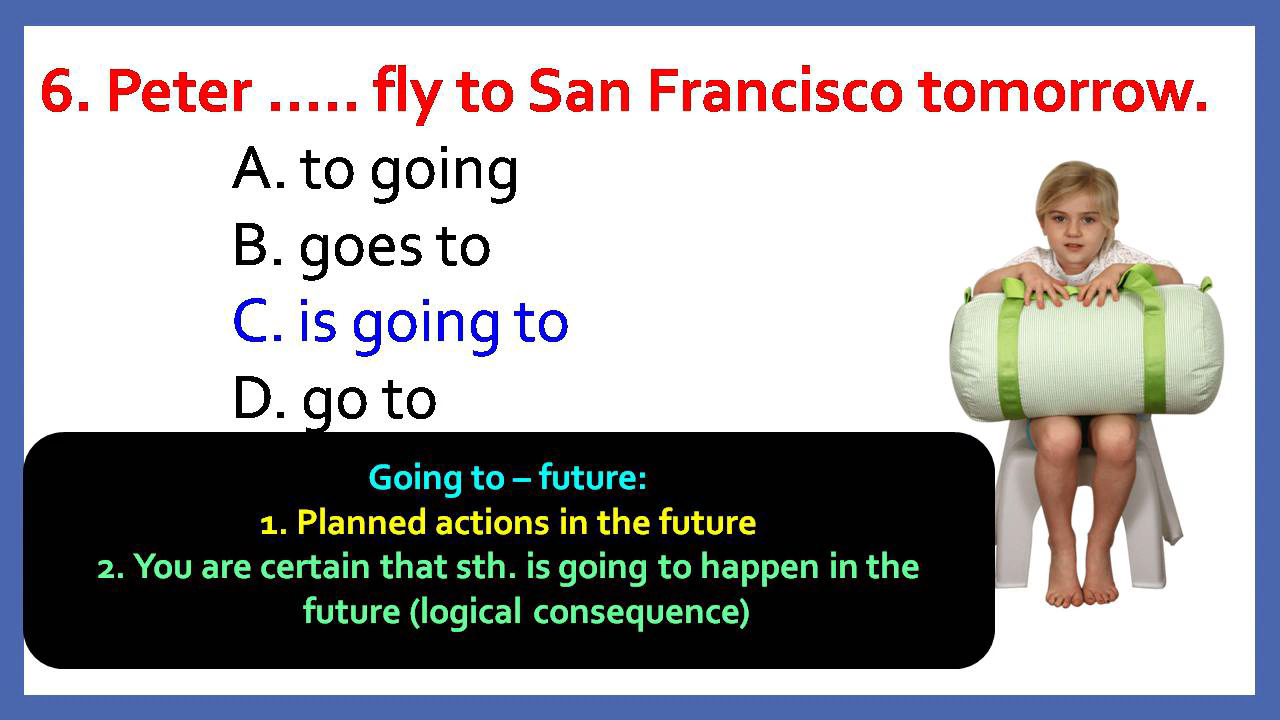 6. Peter ..... fly to San Francisco tomorrow.
A. to going
B. goes to
C. is going to
D. go to
Going to – future:
1. Planned actions in the future
2. You are certain that sth. is going to happen in the
future (logical consequence)